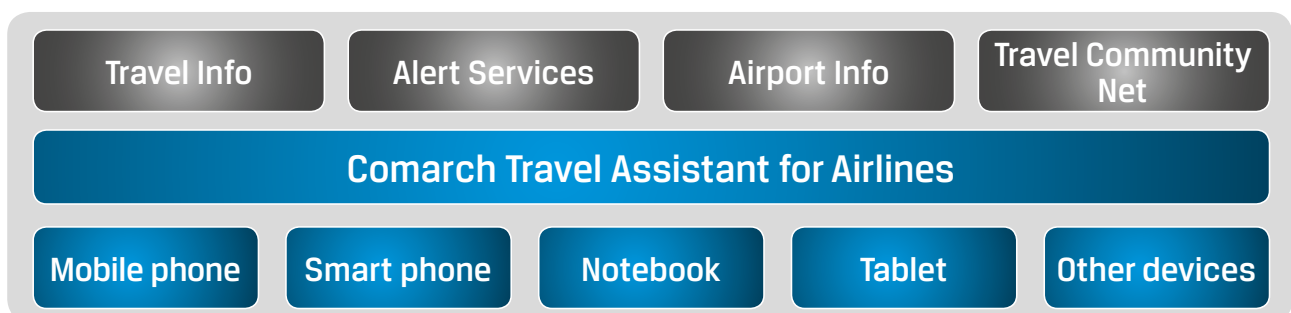 Travel Info
Alert Services
Airport Info
Travel Community
Net
Comarch Travel Assistant for Airlines
Mobile phone
Smart phone
Notebook
Tablet
Other devices